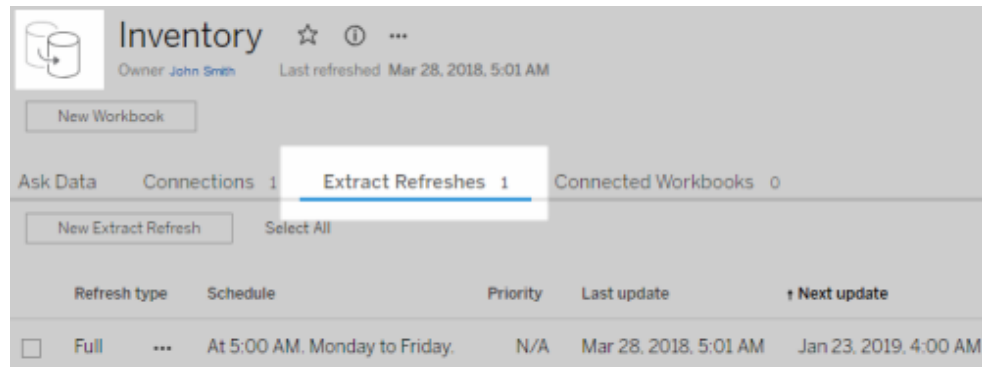 Inventory
Owner John Smith Last refreshed Mar 28, 2018, 5:01 AM
New Workbook
Ask Data Connections 1 Extract Refreshes 1 Connected Workbooks 0
New Extract Refresh Select All
Refresh type Schedule Priority Last update ↑ Next update
Full ••• At 5:00 AM. Monday to Friday. N/A Mar 28, 2018, 5:01 AM Jan 23, 2019, 4:00 AM